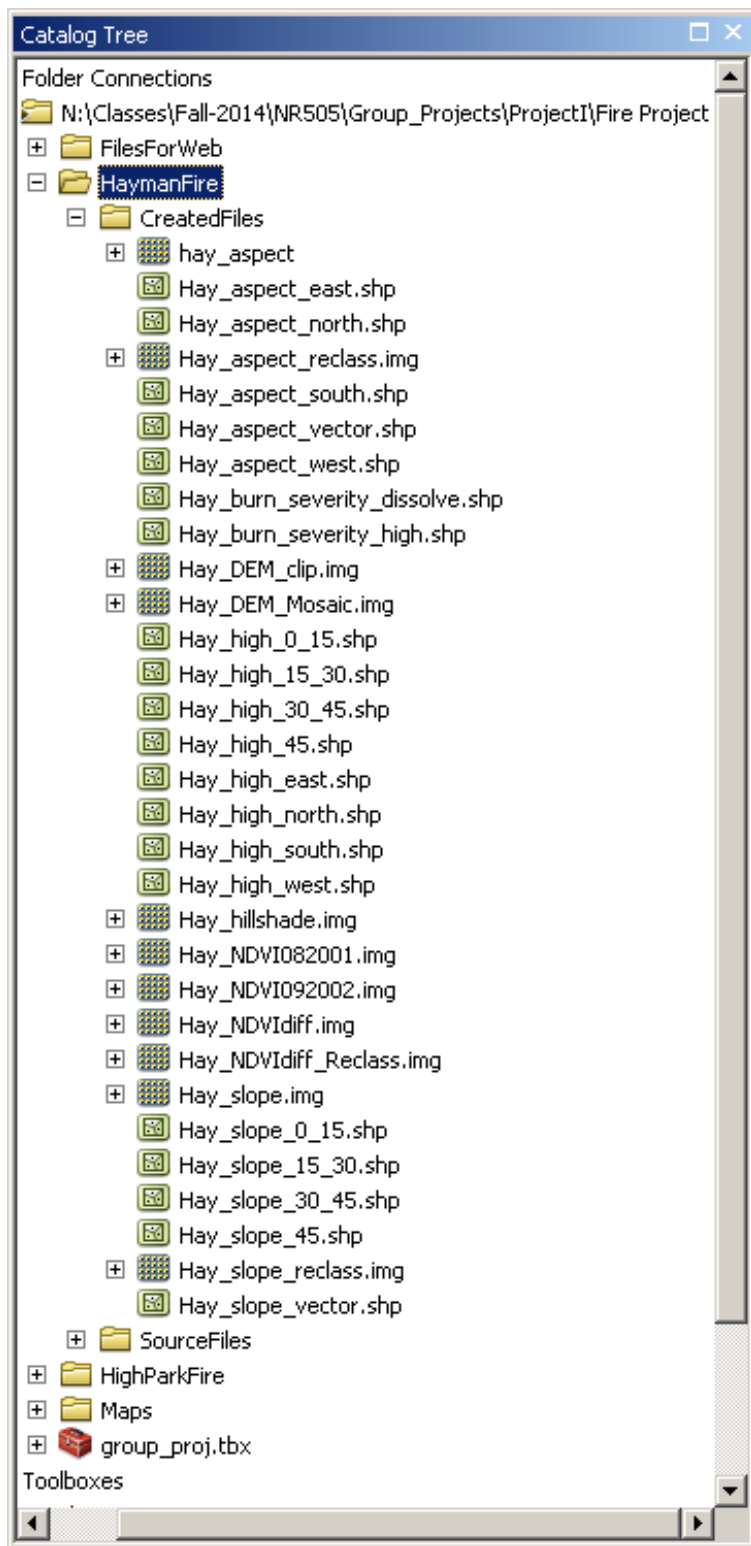 Catalog Tree
Folder Connections
N:\Classes\Fall-2014\NR505\Group_Projects\ProjectI\Fire Project
FilesForWeb
HaymanFire
CreatedFiles
hay_aspect
Hay_aspect_east.shp
Hay_aspect_north.shp
Hay_aspect_reclass.img
Hay_aspect_south.shp
Hay_aspect_vector.shp
Hay_aspect_west.shp
Hay_burn_severity_dissolve.shp
Hay_burn_severity_high.shp
Hay_DEM_clip.img
Hay_DEM_Mosaic.img
Hay_high_0_15.shp
Hay_high_15_30.shp
Hay_high_30_45.shp
Hay_high_45.shp
Hay_high_east.shp
Hay_high_north.shp
Hay_high_south.shp
Hay_high_west.shp
Hay_hillshade.img
Hay_NDVI082001.img
Hay_NDVI092002.img
Hay_NDVIdiff.img
Hay_NDVIdiff_Reclass.img
Hay_slope.img
Hay_slope_0_15.shp
Hay_slope_15_30.shp
Hay_slope_30_45.shp
Hay_slope_45.shp
Hay_slope_reclass.img
Hay_slope_vector.shp
SourceFiles
HighParkFire
Maps
group_proj.tbx
Toolboxes